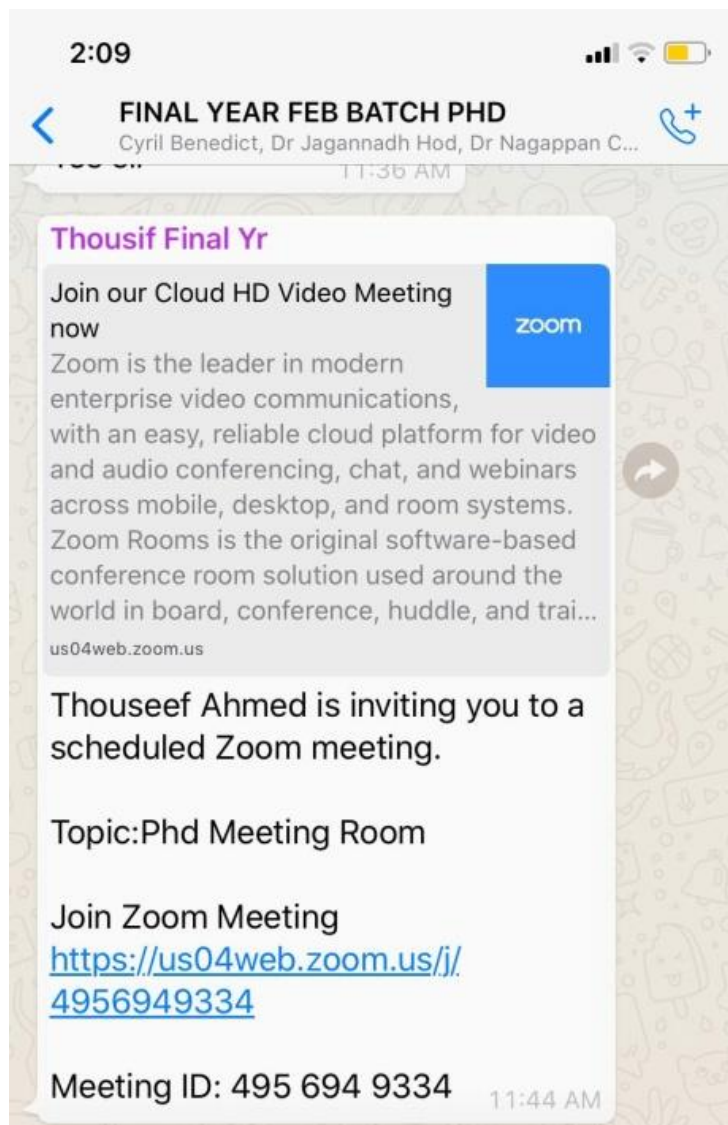 2:09
FINAL YEAR FEB BATCH PHD
Cyril Benedict, Dr Jagannadh Hod, Dr Nagappan C...
11:36 AM
Thousif Final Yr
Join our Cloud HD Video Meeting
now
zoom
Zoom is the leader in modern
enterprise video communications,
with an easy, reliable cloud platform for video
and audio conferencing, chat, and webinars
across mobile, desktop, and room systems.
Zoom Rooms is the original software-based
conference room solution used around the
world in board, conference, huddle, and trai...
us04web.zoom.us
Thouseef Ahmed is inviting you to a
scheduled Zoom meeting.
Topic:Phd Meeting Room
Join Zoom Meeting
https://us04web.zoom.us/j/
4956949334
Meeting ID: 495 694 9334
11:44 AM